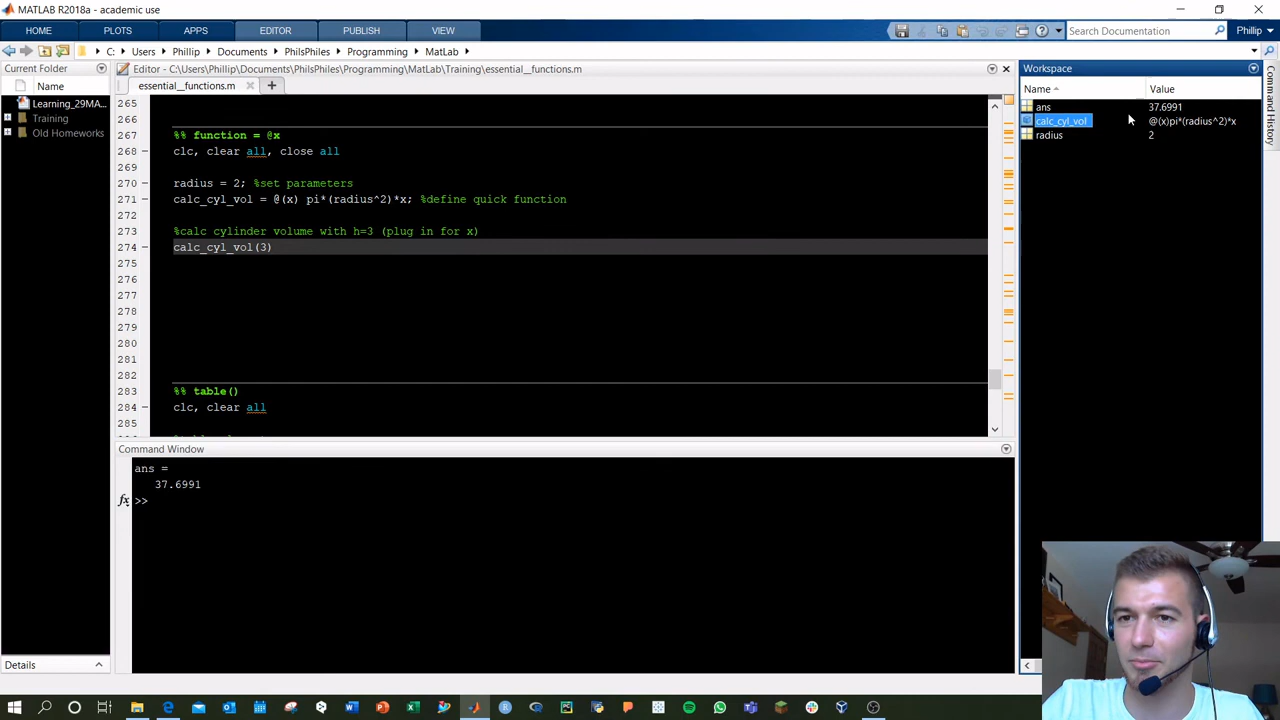 MATLAB R2018a - academic use
HOME PLOTS APPS EDITOR PUBLISH VIEW Search Documentation Phillip
C: Users Phillip Documents PhilsPhiles Programming MatLab
Current Folder
Name
Learning_29MA...
Training
Old Homeworks
Details
Editor - C:\Users\Phillip\Documents\PhilsPhiles\Programming\MatLab\Training\essential__functions.m
essential__functions.m
265
266
267 %% function = @x
268 clc, clear all, close all
269
270 radius = 2; %set parameters
271 calc_cyl_vol = @(x) pi*(radius^2)*x; %define quick function
272
273 %calc cylinder volume with h=3 (plug in for x)
274 calc_cyl_vol(3)
275
276
277
278
279
280
281
282
283 %% table()
284 clc, clear all
285
Command Window
ans =
37.6991
fx >>
Workspace
Name Value
ans 37.6991
calc_cyl_vol @(x)pi*(radius^2)*x
radius 2
Command History